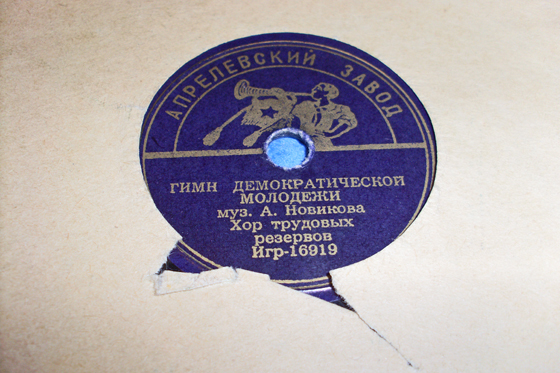 АПРЕЛЕВСКИЙ ЗАВОД
ГИМН ДЕМОКРАТИЧЕСКОЙ
МОЛОДЕЖИ
муз. А. Новикова
Хор трудовых
резервов
Игр-16919